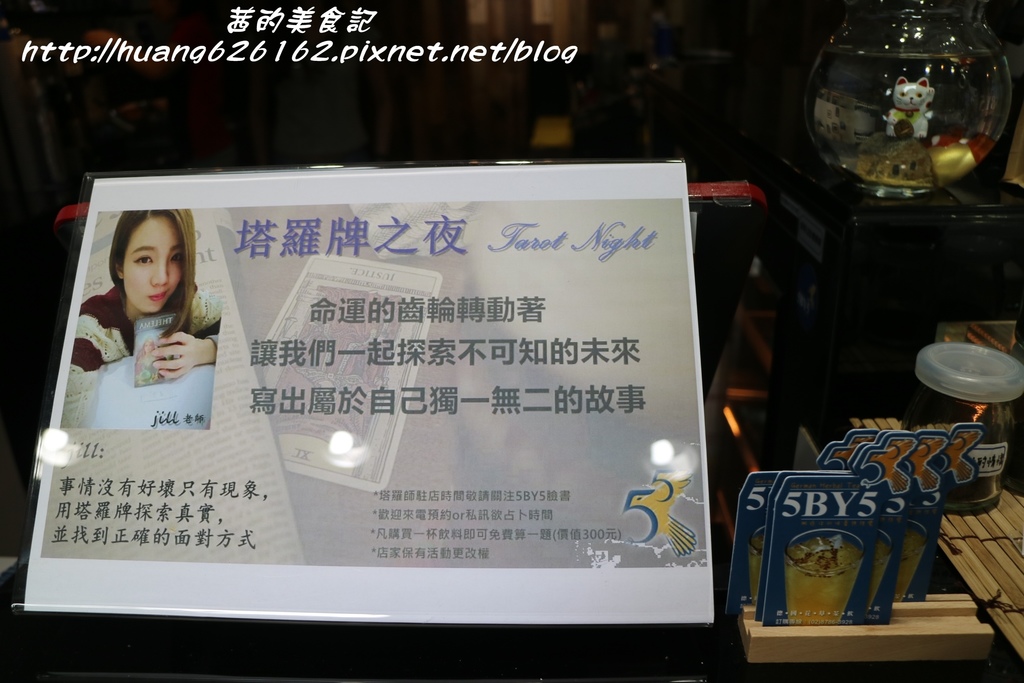 茜的美食記
http://huang626162.pixnet.net/blog
塔羅牌之夜 Tarot Night
命運的齒輪轉動著
讓我們一起探索不可知的未來
寫出屬於自己獨一無二的故事
JUSTICE
XI
jill 老師
jill:
事情沒有好壞只有現象,
用塔羅牌探索真實,
並找到正確的面對方式
*塔羅師駐店時間敬請關注5BY5臉書
*歡迎來電預約or私訊欲占卜時間
*凡購買一杯飲料即可免費算一題(價值300元)
*店家保有活動更改權
5
5BY5